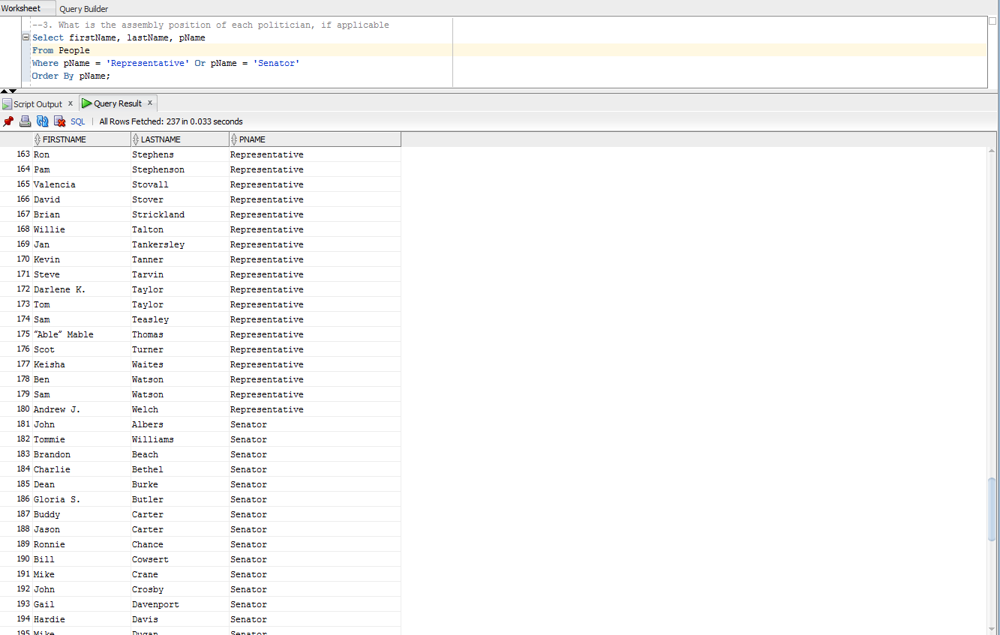 Worksheet Query Builder
--3. What is the assembly position of each politician, if applicable
Select firstName, lastName, pName
From People
Where pName = 'Representative' Or pName = 'Senator'
Order By pName;
Script Output x Query Result x
SQL | All Rows Fetched: 237 in 0.033 seconds
FIRSTNAME LASTNAME PNAME
163 Ron Stephens Representative
164 Pam Stephenson Representative
165 Valencia Stovall Representative
166 David Stover Representative
167 Brian Strickland Representative
168 Willie Talton Representative
169 Jan Tankersley Representative
170 Kevin Tanner Representative
171 Steve Tarvin Representative
172 Darlene K. Taylor Representative
173 Tom Taylor Representative
174 Sam Teasley Representative
175 “Able” Mable Thomas Representative
176 Scot Turner Representative
177 Keisha Waites Representative
178 Ben Watson Representative
179 Sam Watson Representative
180 Andrew J. Welch Representative
181 John Albers Senator
182 Tommie Williams Senator
183 Brandon Beach Senator
184 Charlie Bethel Senator
185 Dean Burke Senator
186 Gloria S. Butler Senator
187 Buddy Carter Senator
188 Jason Carter Senator
189 Ronnie Chance Senator
190 Bill Cowsert Senator
191 Mike Crane Senator
192 John Crosby Senator
193 Gail Davenport Senator
194 Hardie Davis Senator
195 Mike Dugan Senator